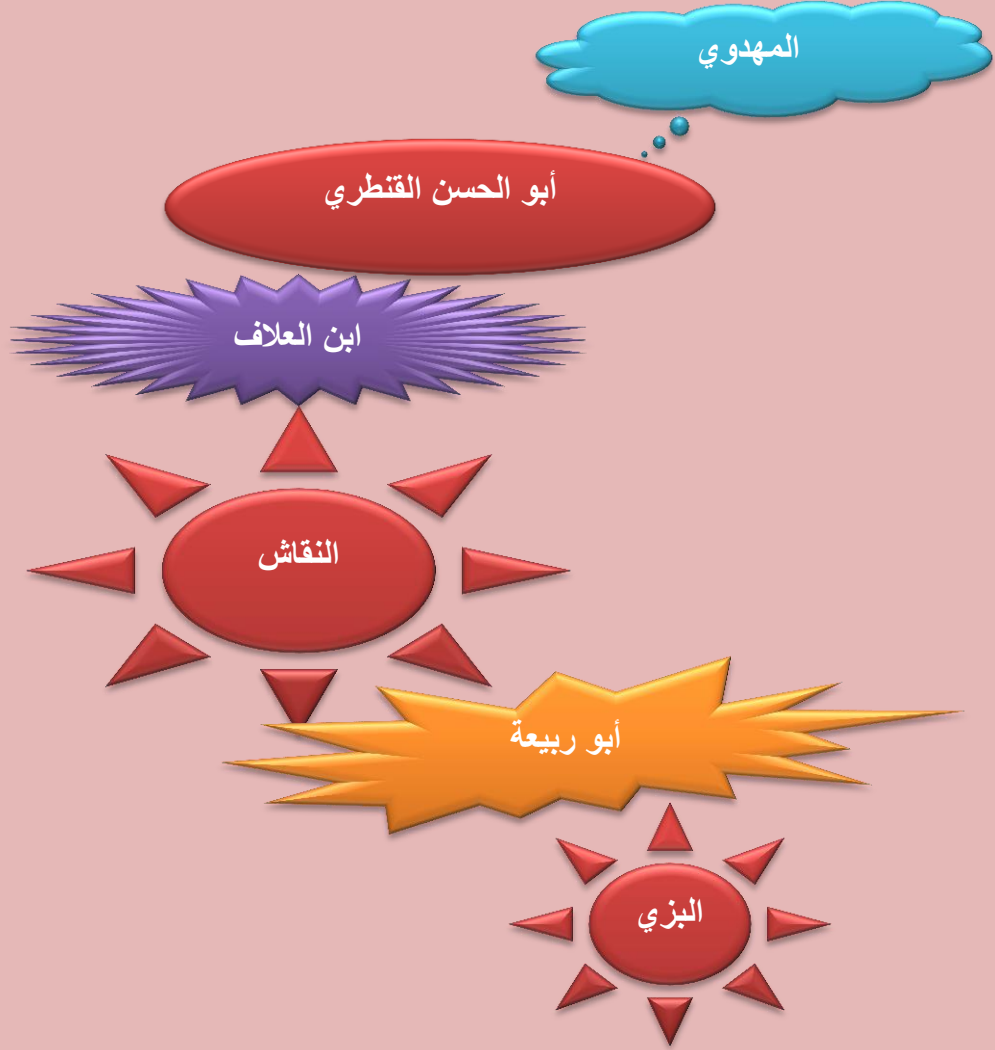 المهدوي
أبو الحسن القنطري
ابن العلاف
النقاش
أبو ربيعة
البزي